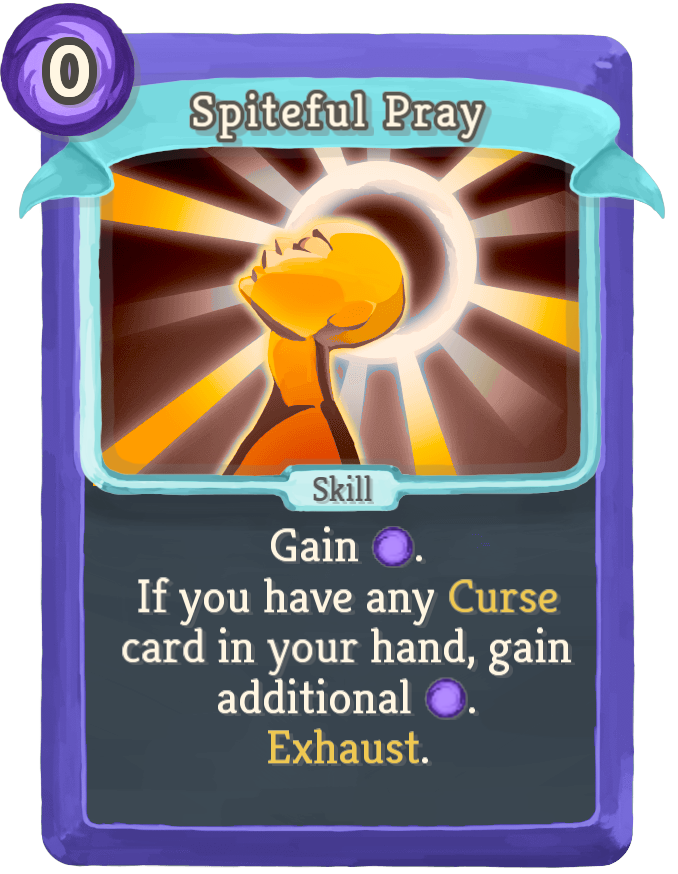 0
Spiteful Pray
Skill
Gain .
If you have any Curse
card in your hand, gain
additional .
Exhaust.